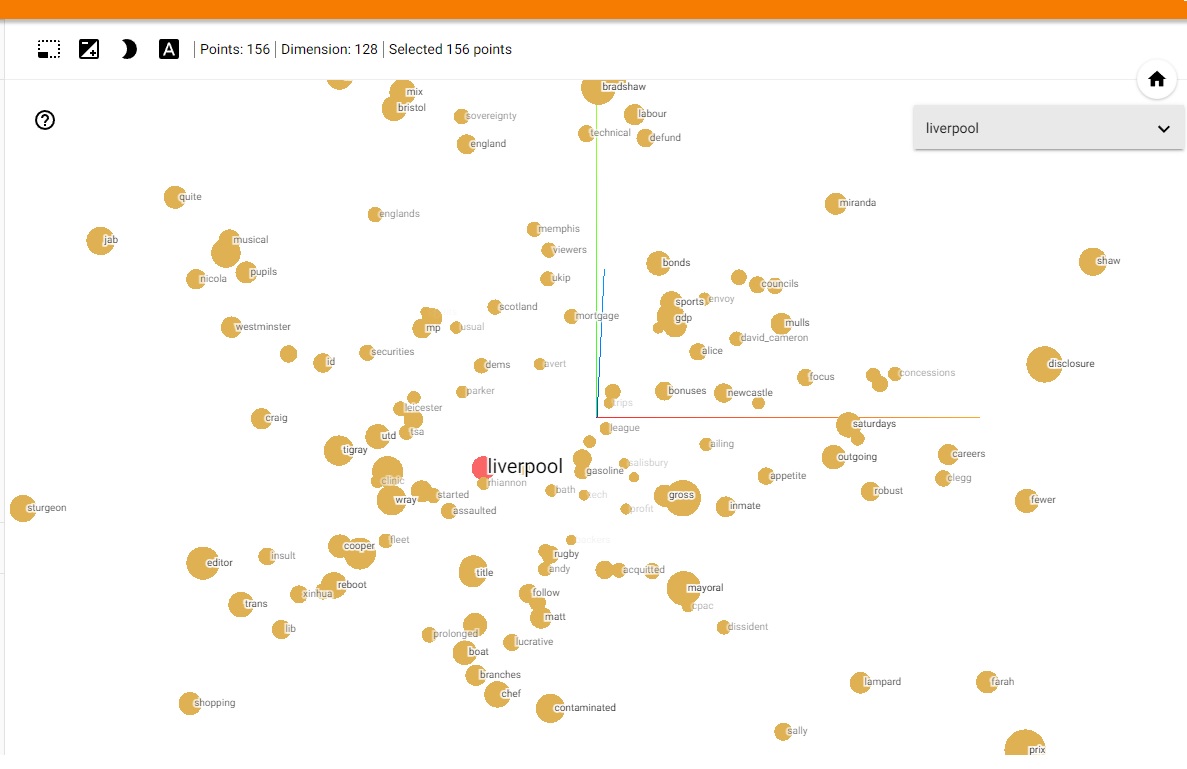 A
Points: 156 | Dimension: 128 | Selected 156 points
?
liverpool
bradshaw
mix
bristol
labour
sovereignty
technical
defund
england
quite
miranda
englands
memphis
jab
musical
viewers
shaw
bonds
nicola
pupils
ukip
councils
sports
envoy
scotland
mortgage
gdp
mulls
westminster
mp
usual
david_cameron
securities
alice
id
dems
avert
disclosure
concessions
focus
parker
bonuses
newcastle
trips
leicester
craig
saturdays
league
utd
tsa
ailing
tigray
careers
outgoing
liverpool
salisbury
gasoline
appetite
clegg
clinic
rhiannon
bath
tech
robust
wray
started
gross
fewer
sturgeon
assaulted
profit
inmate
fleet
cooper
rugby
insult
editor
title
andy
acquitted
reboot
mayoral
xinhua
follow
trans
cpac
matt
lib
dissident
prolonged
lucrative
boat
branches
lampard
farah
chef
shopping
contaminated
sally
prix